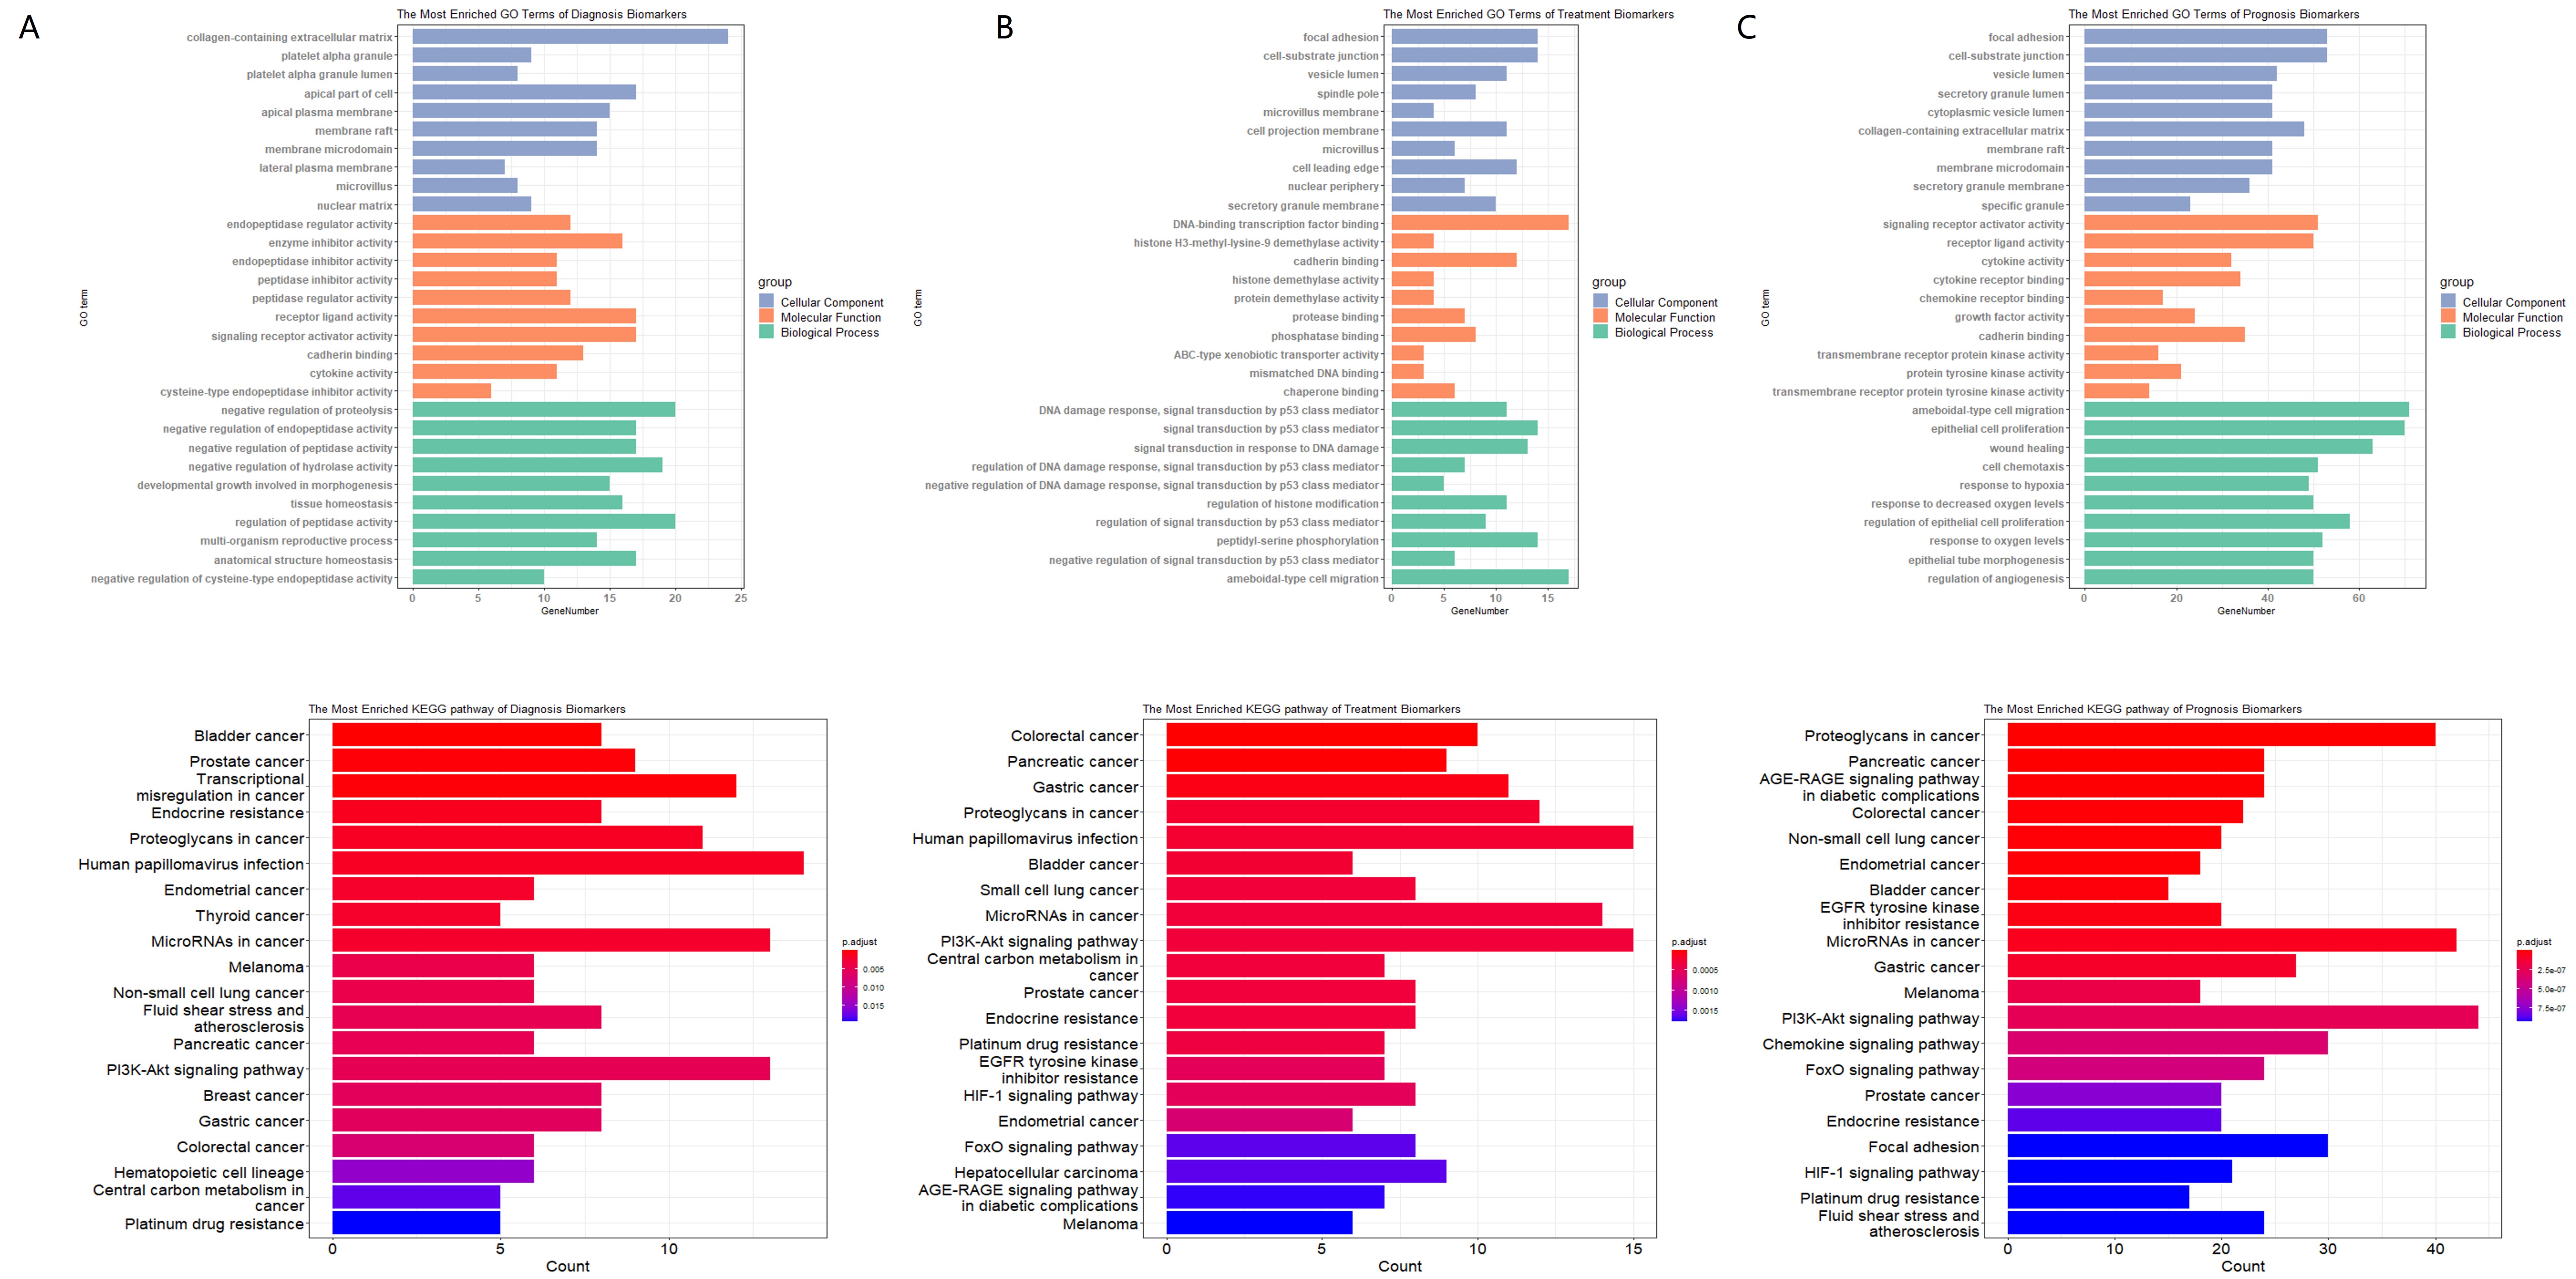 A
The Most Enriched GO Terms of Diagnosis Biomarkers
collagen-containing extracellular matrix
platelet alpha granule
platelet alpha granule lumen
apical part of cell
apical plasma membrane
membrane raft
membrane microdomain
lateral plasma membrane
microvillus
nuclear matrix
endopeptidase regulator activity
enzyme inhibitor activity
endopeptidase inhibitor activity
peptidase inhibitor activity
peptidase regulator activity
receptor ligand activity
signaling receptor activator activity
cadherin binding
cytokine activity
cysteine-type endopeptidase inhibitor activity
negative regulation of proteolysis
negative regulation of endopeptidase activity
negative regulation of peptidase activity
negative regulation of hydrolase activity
developmental growth involved in morphogenesis
tissue homeostasis
regulation of peptidase activity
multi-organism reproductive process
anatomical structure homeostasis
negative regulation of cysteine-type endopeptidase activity
GO term
0 5 10 15 20 25
GeneNumber
group
Cellular Component
Molecular Function
Biological Process
B
The Most Enriched GO Terms of Treatment Biomarkers
focal adhesion
cell-substrate junction
vesicle lumen
spindle pole
microvillus membrane
cell projection membrane
microvillus
cell leading edge
nuclear periphery
secretory granule membrane
DNA-binding transcription factor binding
histone H3-methyl-lysine-9 demethylase activity
cadherin binding
histone demethylase activity
protein demethylase activity
protease binding
phosphatase binding
ABC-type xenobiotic transporter activity
mismatched DNA binding
chaperone binding
DNA damage response, signal transduction by p53 class mediator
signal transduction by p53 class mediator
signal transduction in response to DNA damage
regulation of DNA damage response, signal transduction by p53 class mediator
negative regulation of DNA damage response, signal transduction by p53 class mediator
regulation of histone modification
regulation of signal transduction by p53 class mediator
peptidyl-serine phosphorylation
negative regulation of signal transduction by p53 class mediator
ameboidal-type cell migration
GO term
0 5 10 15
GeneNumber
group
Cellular Component
Molecular Function
Biological Process
C
The Most Enriched GO Terms of Prognosis Biomarkers
focal adhesion
cell-substrate junction
vesicle lumen
secretory granule lumen
cytoplasmic vesicle lumen
collagen-containing extracellular matrix
membrane raft
membrane microdomain
secretory granule membrane
specific granule
signaling receptor activator activity
receptor ligand activity
cytokine activity
cytokine receptor binding
chemokine receptor binding
growth factor activity
cadherin binding
transmembrane receptor protein kinase activity
protein tyrosine kinase activity
transmembrane receptor protein tyrosine kinase activity
ameboidal-type cell migration
epithelial cell proliferation
wound healing
cell chemotaxis
response to hypoxia
response to decreased oxygen levels
regulation of epithelial cell proliferation
response to oxygen levels
epithelial tube morphogenesis
regulation of angiogenesis
GO term
0 20 40 60
GeneNumber
group
Cellular Component
Molecular Function
Biological Process
The Most Enriched KEGG pathway of Diagnosis Biomarkers
Bladder cancer
Prostate cancer
Transcriptional
misregulation in cancer
Endocrine resistance
Proteoglycans in cancer
Human papillomavirus infection
Endometrial cancer
Thyroid cancer
MicroRNAs in cancer
Melanoma
Non-small cell lung cancer
Fluid shear stress and
atherosclerosis
Pancreatic cancer
PI3K-Akt signaling pathway
Breast cancer
Gastric cancer
Colorectal cancer
Hematopoietic cell lineage
Central carbon metabolism in
cancer
Platinum drug resistance
0 5 10
Count
p.adjust
0.005
0.010
0.015
The Most Enriched KEGG pathway of Treatment Biomarkers
Colorectal cancer
Pancreatic cancer
Gastric cancer
Proteoglycans in cancer
Human papillomavirus infection
Bladder cancer
Small cell lung cancer
MicroRNAs in cancer
PI3K-Akt signaling pathway
Central carbon metabolism in
cancer
Prostate cancer
Endocrine resistance
Platinum drug resistance
EGFR tyrosine kinase
inhibitor resistance
HIF-1 signaling pathway
Endometrial cancer
FoxO signaling pathway
Hepatocellular carcinoma
AGE-RAGE signaling pathway
in diabetic complications
Melanoma
0 5 10 15
Count
p.adjust
0.0005
0.0010
0.0015
The Most Enriched KEGG pathway of Prognosis Biomarkers
Proteoglycans in cancer
Pancreatic cancer
AGE-RAGE signaling pathway
in diabetic complications
Colorectal cancer
Non-small cell lung cancer
Endometrial cancer
Bladder cancer
EGFR tyrosine kinase
inhibitor resistance
MicroRNAs in cancer
Gastric cancer
Melanoma
PI3K-Akt signaling pathway
Chemokine signaling pathway
FoxO signaling pathway
Prostate cancer
Endocrine resistance
Focal adhesion
HIF-1 signaling pathway
Platinum drug resistance
Fluid shear stress and
atherosclerosis
0 10 20 30 40
Count
p.adjust
2.5e-07
5.0e-07
7.5e-07